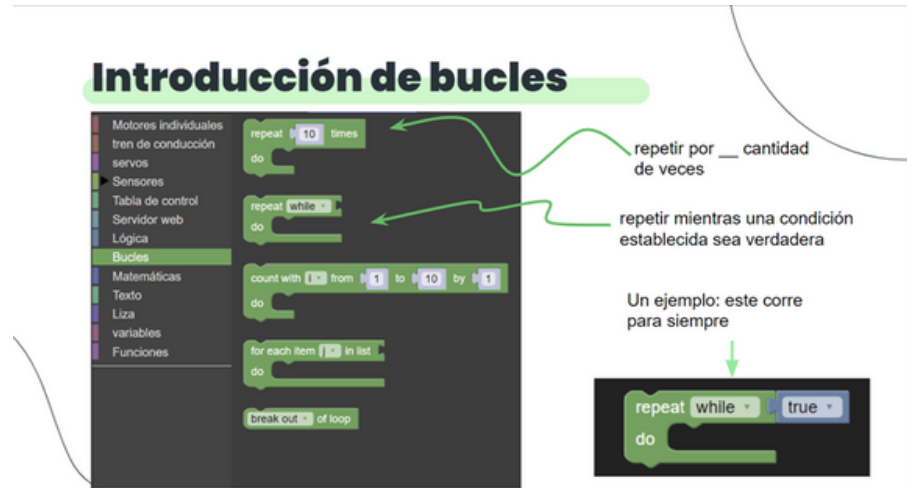 Introducción de bucles
Motores individuales
tren de conducción
servos
Sensores
Tabla de control
Servidor web
Lógica
Bucles
Matemáticas
Texto
Liza
variables
Funciones
repeat 10 times
do
repeat while
do
count with i from 1 to 10 by 1
do
for each item j in list
do
break out of loop
repetir por __ cantidad
de veces
repetir mientras una condición
establecida sea verdadera
Un ejemplo: este corre
para siempre
repeat while true
do